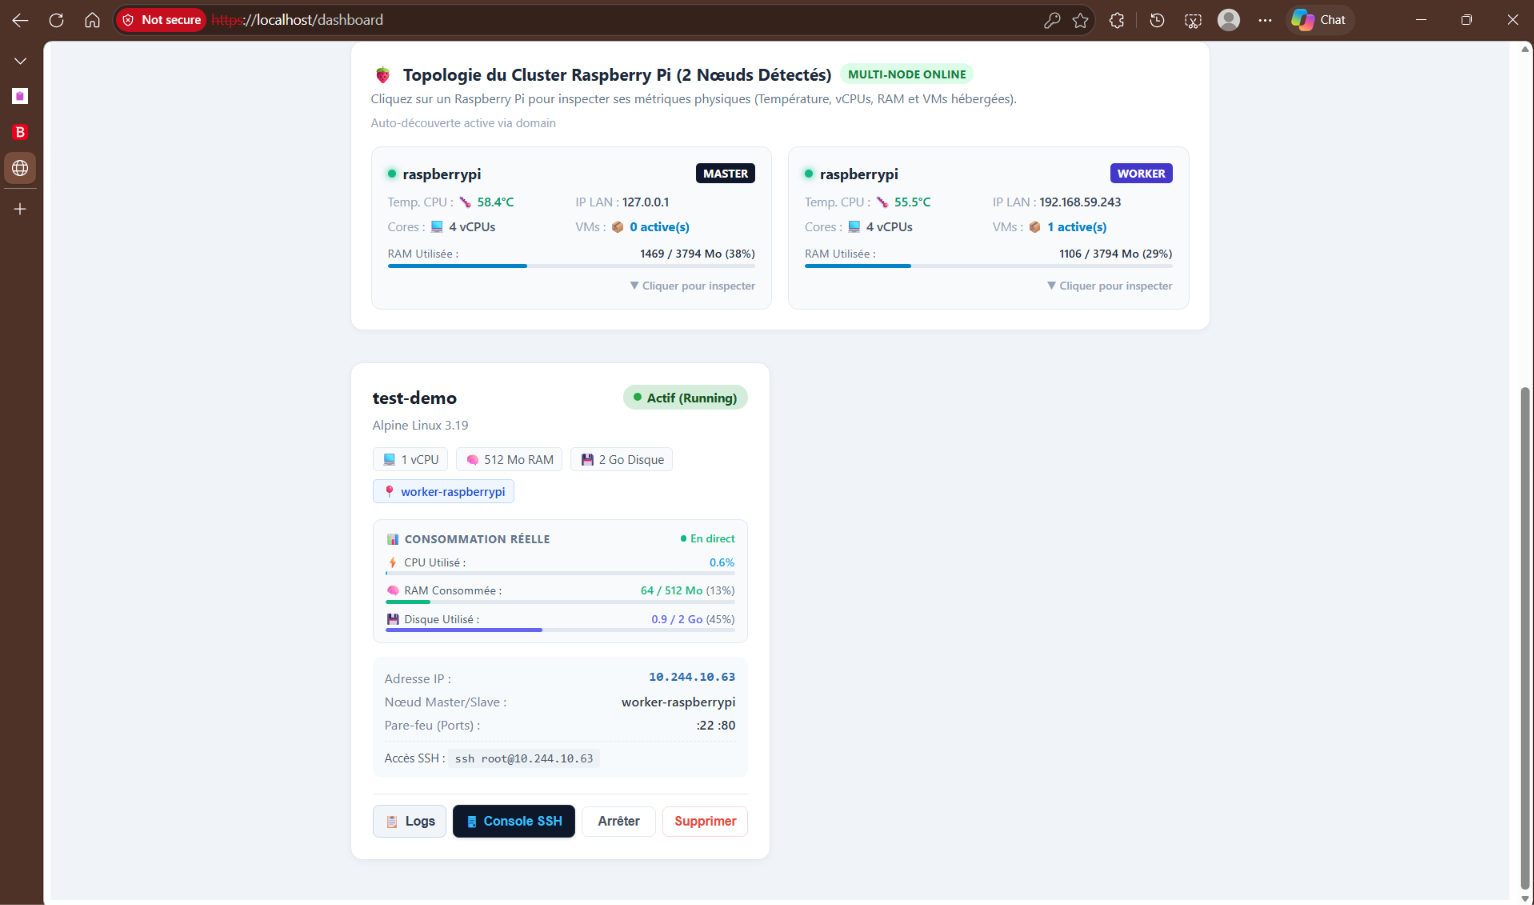 Not secure https://localhost/dashboard Chat
B
Topologie du Cluster Raspberry Pi (2 Nœuds Détectés) MULTI-NODE ONLINE
Cliquez sur un Raspberry Pi pour inspecter ses métriques physiques (Température, vCPUs, RAM et VMs hébergées).
Auto-découverte active via domain
raspberrypi MASTER
Temp. CPU : 58.4°C IP LAN : 127.0.0.1
Cores : 4 vCPUs VMs : 0 active(s)
RAM Utilisée : 1469 / 3794 Mo (38%)
▼ Cliquer pour inspecter
raspberrypi WORKER
Temp. CPU : 55.5°C IP LAN : 192.168.59.243
Cores : 4 vCPUs VMs : 1 active(s)
RAM Utilisée : 1106 / 3794 Mo (29%)
▼ Cliquer pour inspecter
test-demo Actif (Running)
Alpine Linux 3.19
1 vCPU 512 Mo RAM 2 Go Disque
worker-raspberrypi
CONSOMMATION RÉELLE En direct
CPU Utilisé : 0.6%
RAM Consommée : 64 / 512 Mo (13%)
Disque Utilisé : 0.9 / 2 Go (45%)
Adresse IP : 10.244.10.63
Nœud Master/Slave : worker-raspberrypi
Pare-feu (Ports) : :22 :80
Accès SSH : ssh root@10.244.10.63
Logs Console SSH Arrêter Supprimer